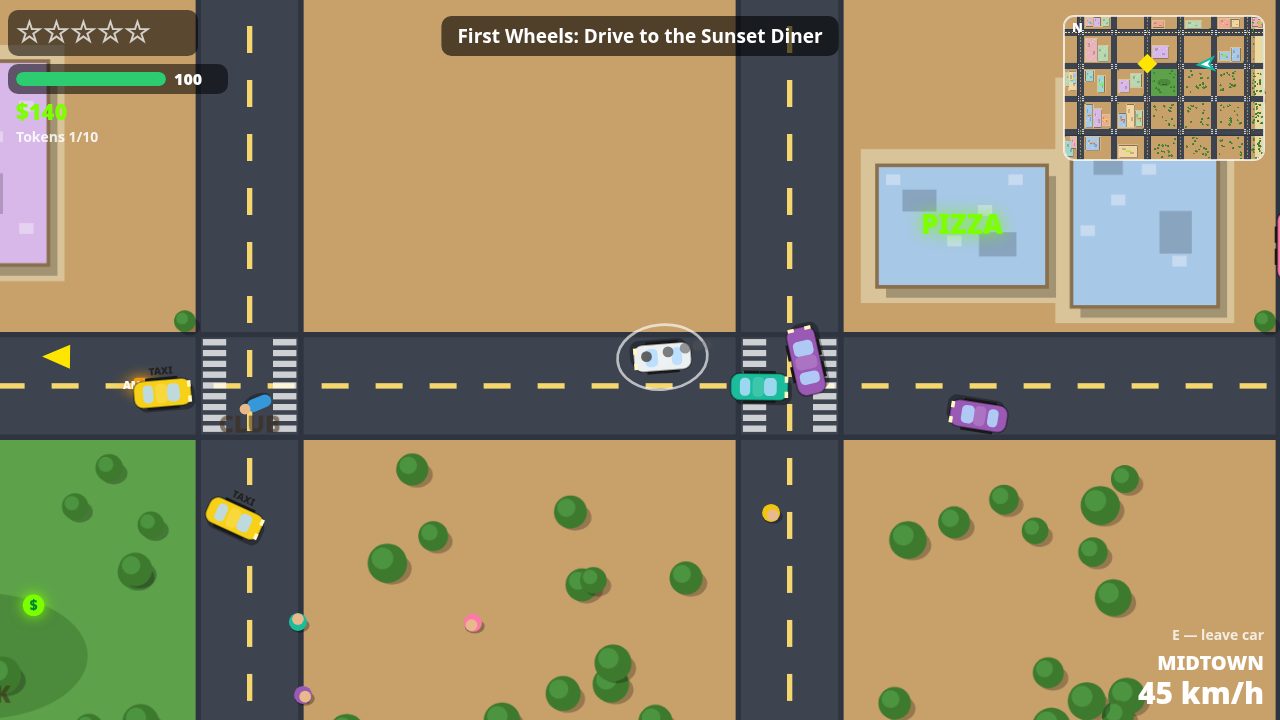 First Wheels: Drive to the Sunset Diner
N
100
$140
Tokens 1/10
PIZZA
TAXI
CLUB
TAXI
$
K
E — leave car
MIDTOWN
45 km/h